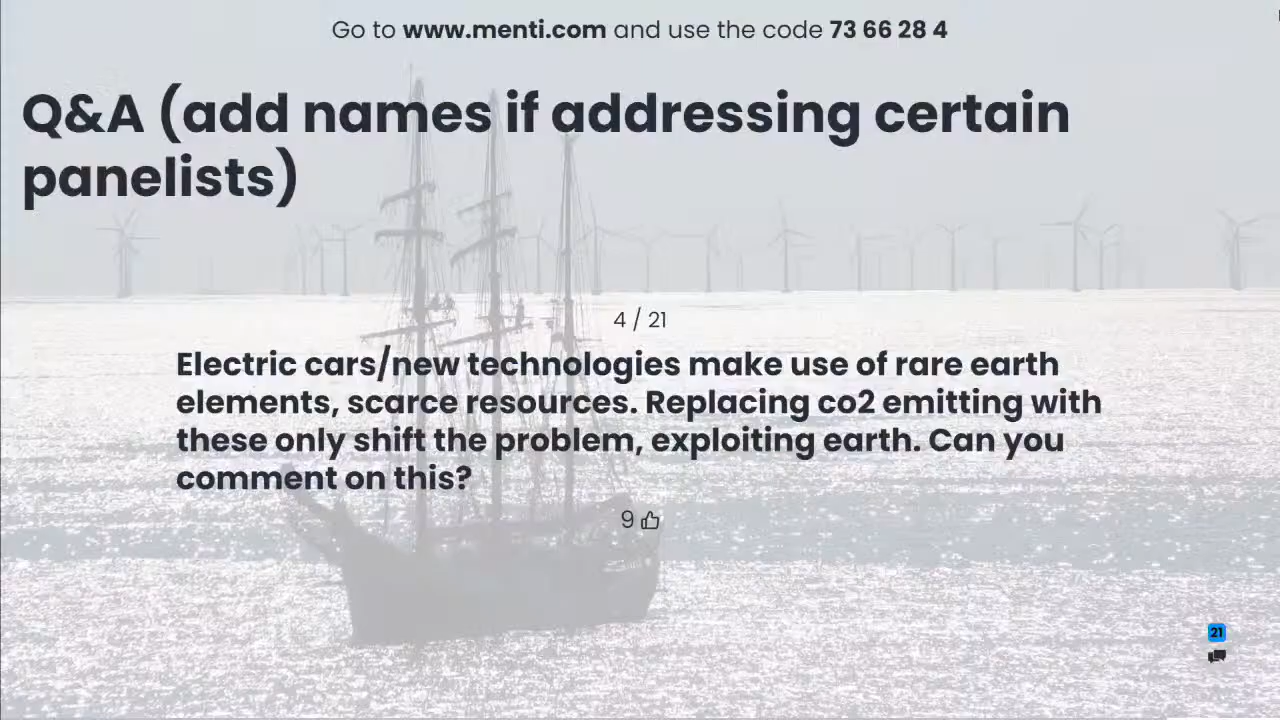 Go to www.menti.com and use the code 73 66 28 4
Q&A (add names if addressing certain
panelists)
4 / 21
Electric cars/new technologies make use of rare earth
elements, scarce resources. Replacing co2 emitting with
these only shift the problem, exploiting earth. Can you
comment on this?
9
21